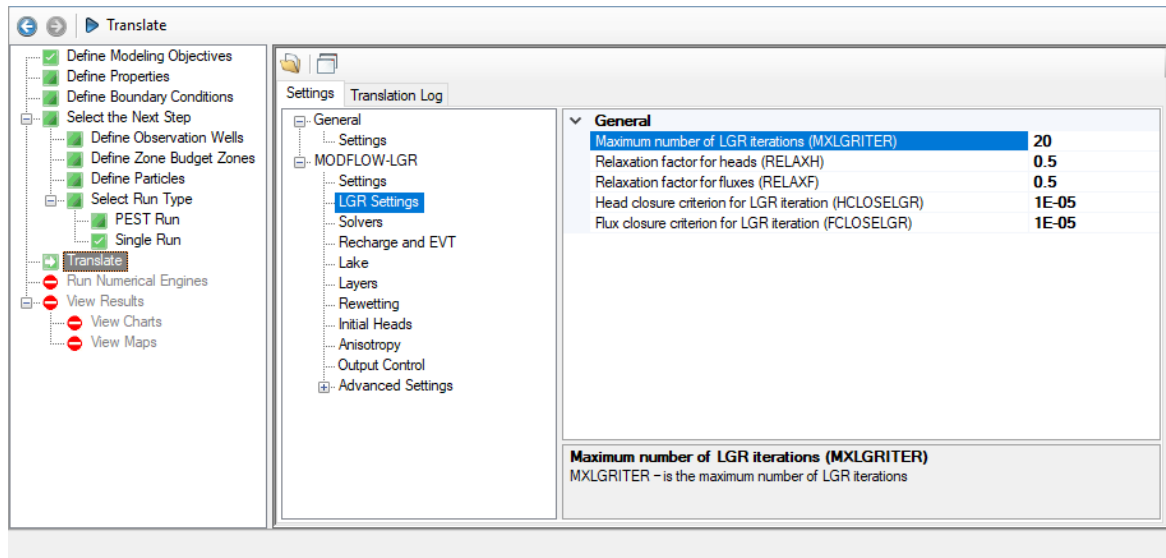 Translate
Define Modeling Objectives
Define Properties
Define Boundary Conditions
Select the Next Step
Define Observation Wells
Define Zone Budget Zones
Define Particles
Select Run Type
PEST Run
Single Run
Translate
Run Numerical Engines
View Results
View Charts
View Maps
Settings Translation Log
General
Settings
MODFLOW-LGR
Settings
LGR Settings
Solvers
Recharge and EVT
Lake
Layers
Rewetting
Initial Heads
Anisotropy
Output Control
Advanced Settings
General
Maximum number of LGR iterations (MXLGRITER) 20
Relaxation factor for heads (RELAXH) 0.5
Relaxation factor for fluxes (RELAXF) 0.5
Head closure criterion for LGR iteration (HCLOSELGR) 1E-05
Flux closure criterion for LGR iteration (FCLOSELGR) 1E-05
Maximum number of LGR iterations (MXLGRITER)
MXLGRITER – is the maximum number of LGR iterations